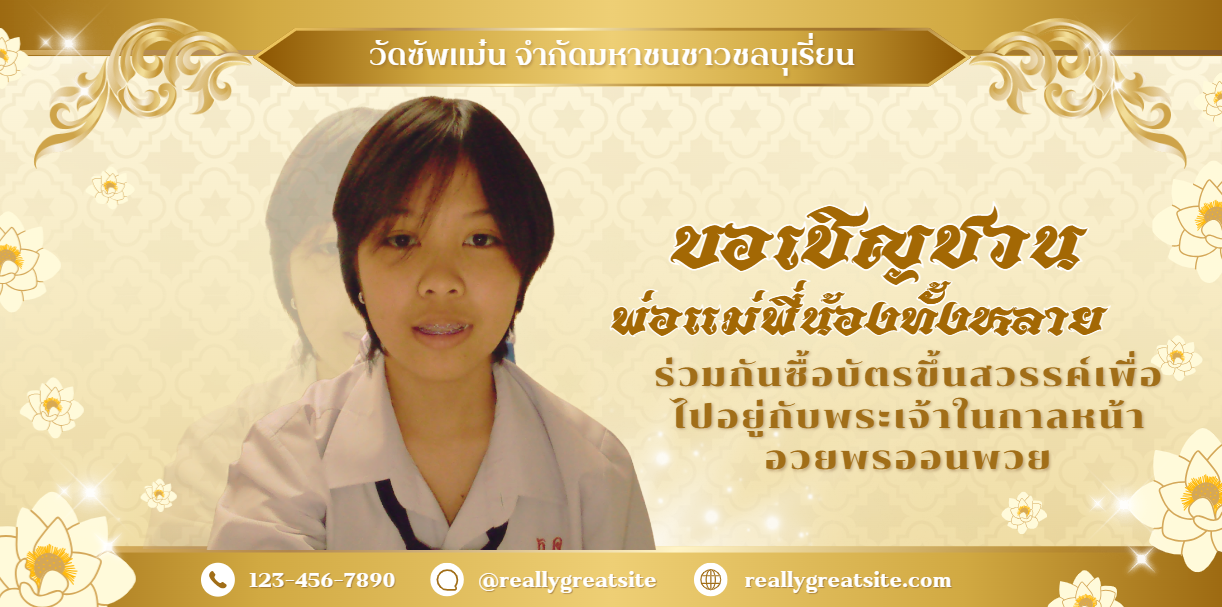 วัดซัพแม๋น จำกัดมหาชนชาวชลบุเรี่ยน
ขอเชิญชวน
พ่อแม่พี่น้องทั้งหลาย
ร่วมกันซื้อบัตรขึ้นสวรรค์เพื่อ
ไปอยู่กับพระเจ้าในกาลหน้า
อวยพรออนพวย
ท.ด
123-456-7890
@reallygreatsite
reallygreatsite.com